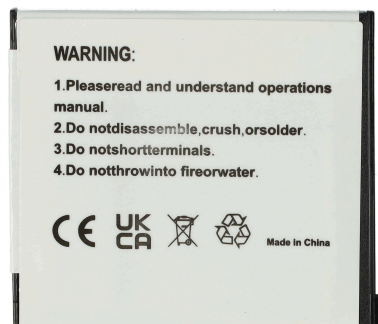 WARNING:
1.Pleaseread and understand operations
manual.
2.Do notdisassemble,crush,orsolder.
3.Do notshortterminals.
4.Do notthrowinto fireorwater.
CE UK
CA Made in China